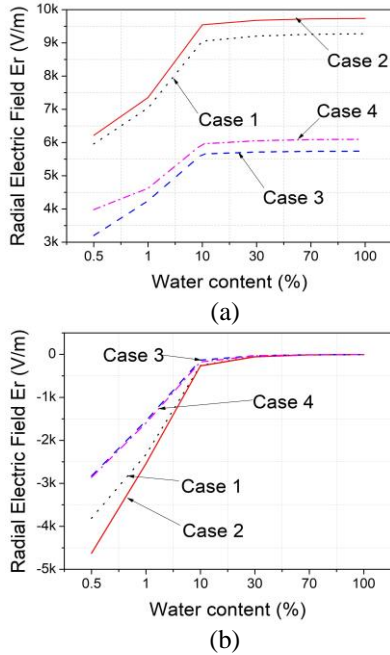 10k
9k
8k
7k
6k
5k
4k
3k
Radial Electric Field Er (V/m)
Case 2
Case 1
Case 4
Case 3
0.5 1 10 30 70 100
Water content (%)
(a)
0
-1k
-2k
-3k
-4k
-5k
Radial Electric Field Er (V/m)
Case 3
Case 4
Case 1
Case 2
0.5 1 10 30 70 100
Water content (%)
(b)